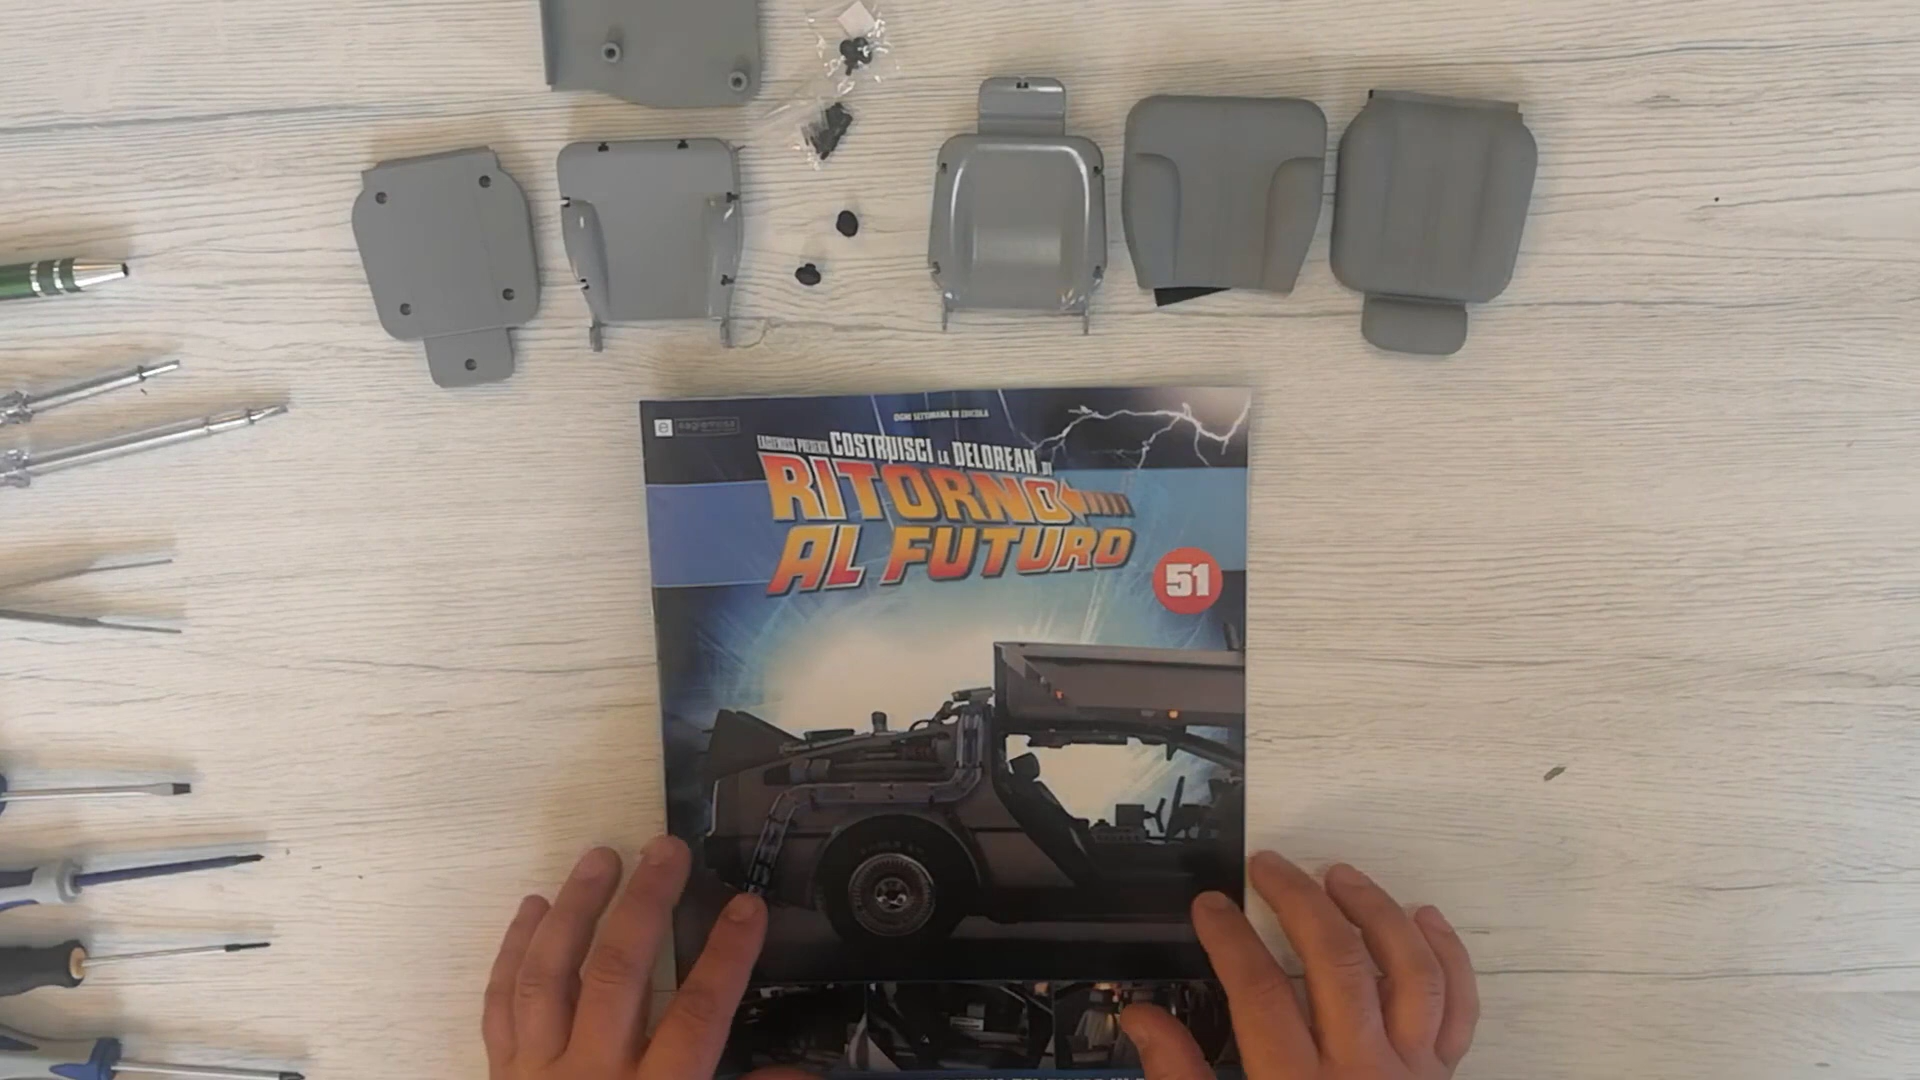 OGNI SETTIMANA IN EDICOLA
e eaglemoss
EAGLEMOSS PRESENTA COSTRUISCI LA DELOREAN DI
RITORNO
AL FUTURO
51